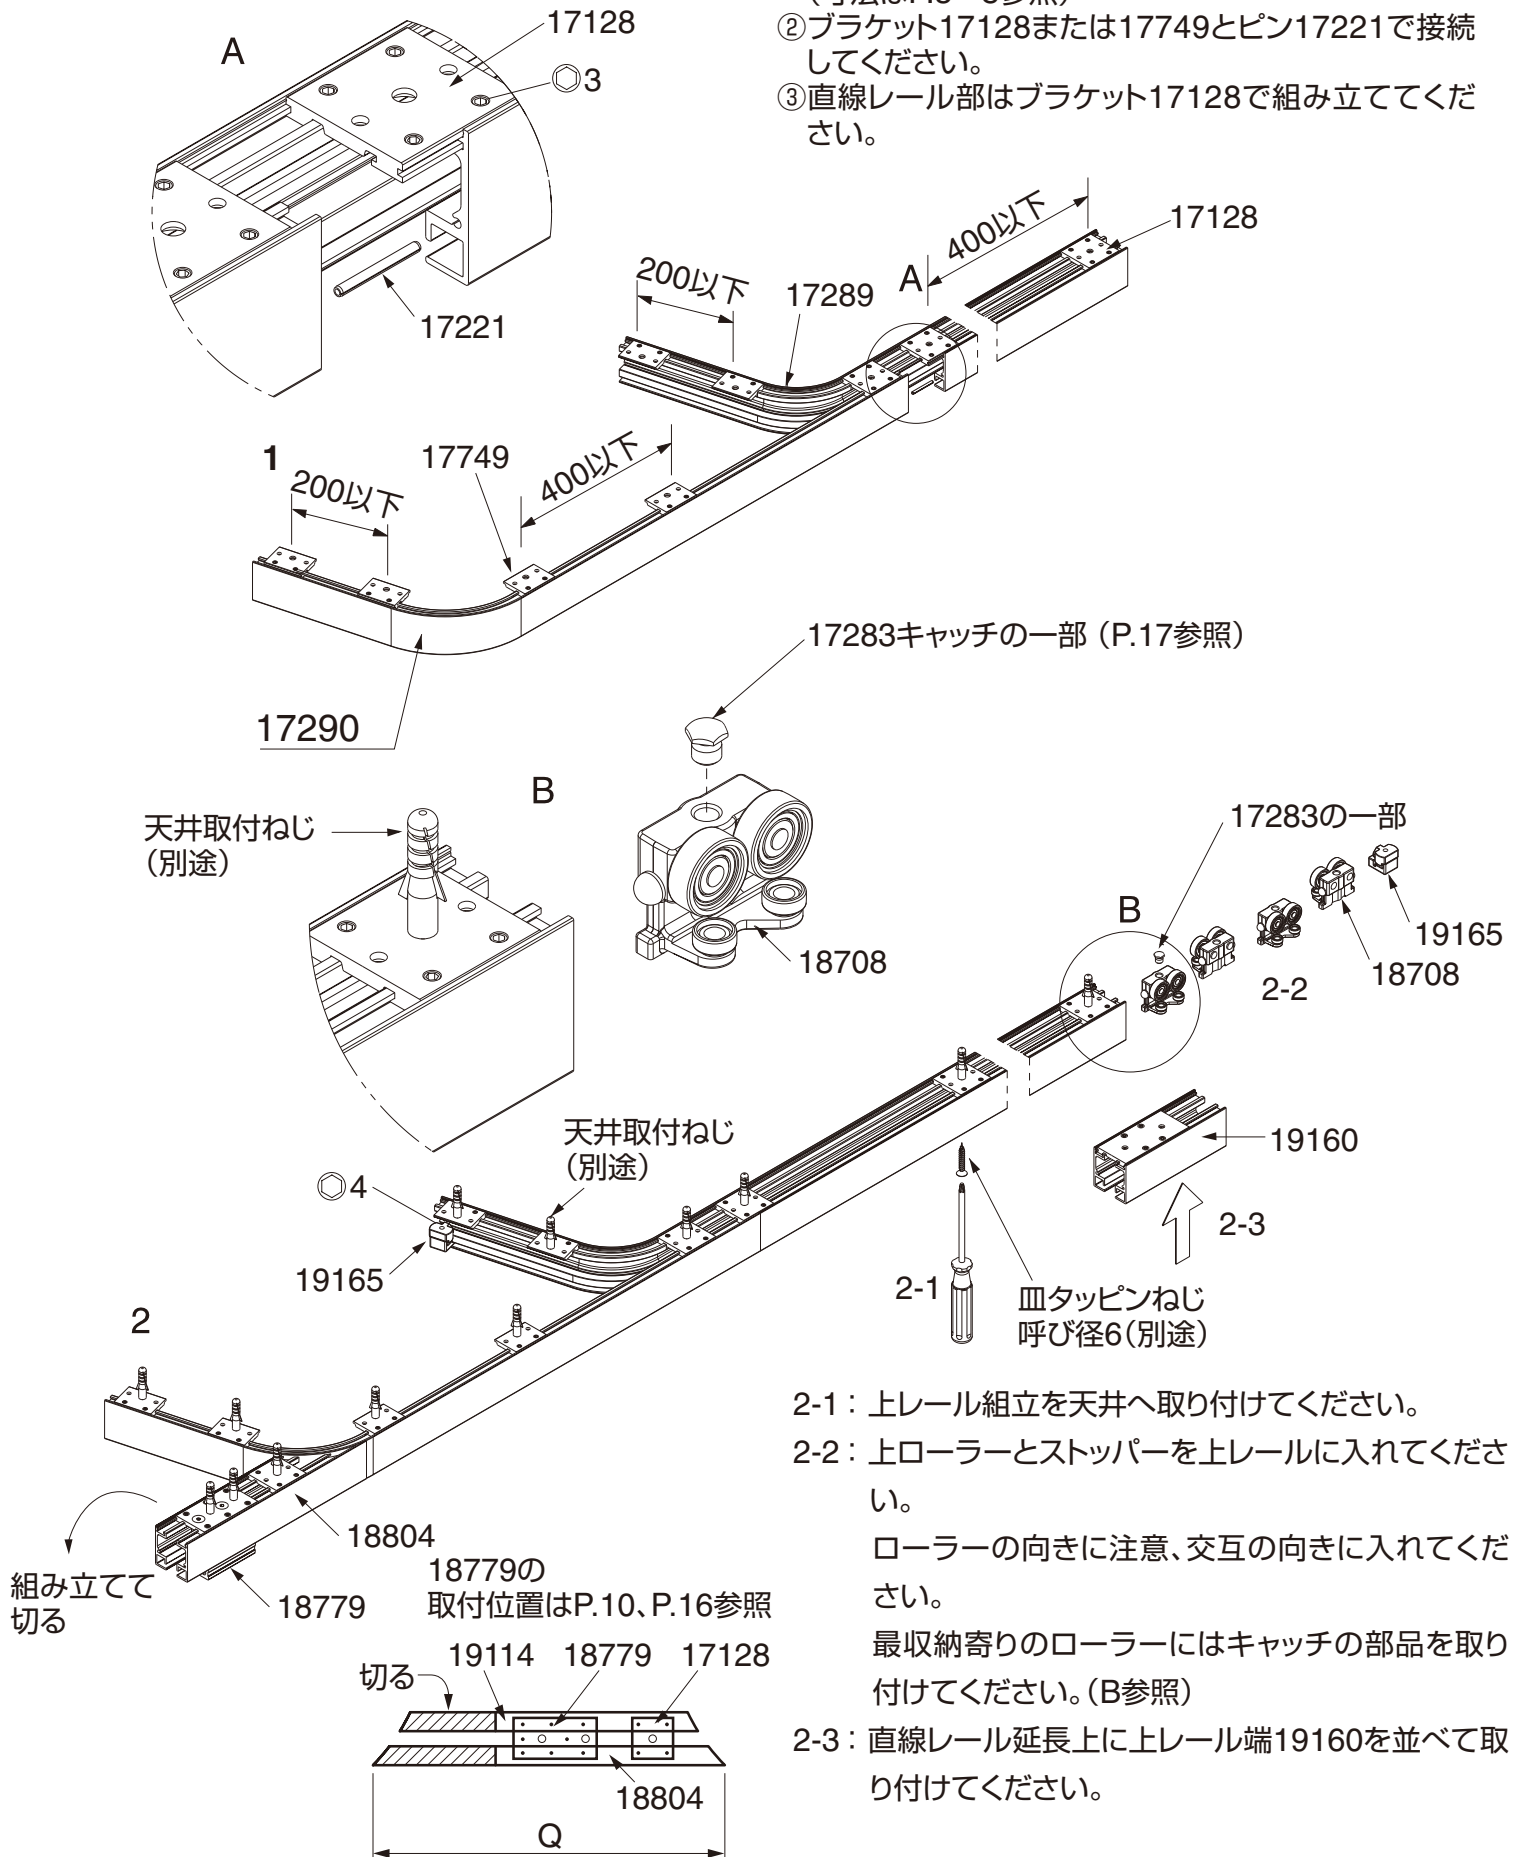 ②ブラケット17128または17749とピン17221で接続
してください。
③直線レール部はブラケット17128で組み立ててくだ
さい。
A
17128
3
17221
400以下
17128
A
200以下
17289
1
17749
400以下
200以下
17290
17283キャッチの一部（P.17参照）
B
天井取付ねじ
（別途）
18708
17283の一部
B
19165
18708
2-2
天井取付ねじ
（別途）
4
19165
19160
2-3
2-1
皿タッピンねじ
呼び径6（別途）
2
18804
組み立てて
切る
18779
18779の
取付位置はP.10、P.16参照
切る
19114
18779
17128
18804
Q
2-1：上レール組立を天井へ取り付けてください。
2-2：上ローラーとストッパーを上レールに入れてくださ
い。
ローラーの向きに注意、交互の向きに入れてくだ
さい。
最収納寄りのローラーにはキャッチの部品を取り
付けてください。（B参照）
2-3：直線レール延長上に上レール端19160を並べて取
り付けてください。